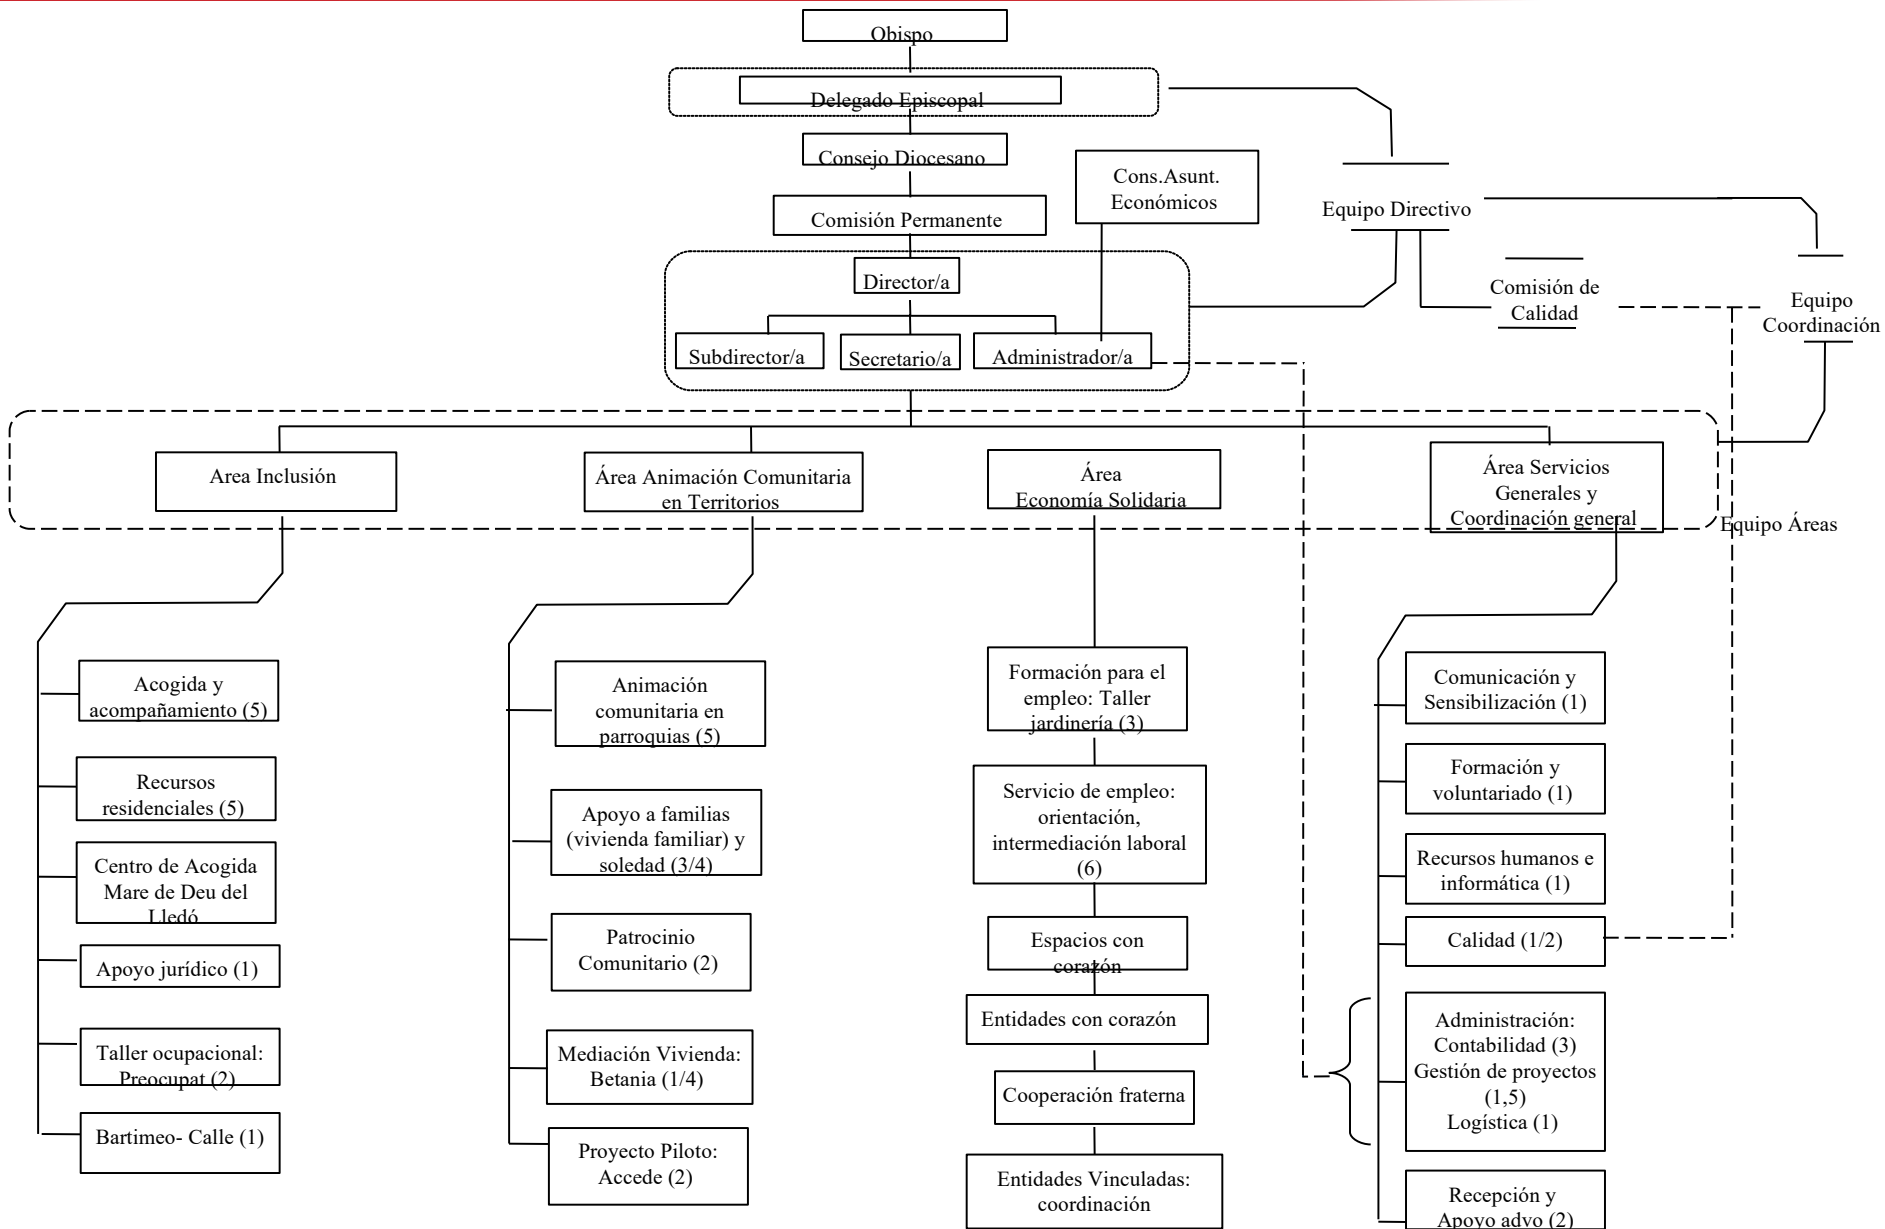 Obispo
Delegado Episcopal
Consejo Diocesano
Cons.Asunt.
Económicos
Comisión Permanente
Equipo Directivo
Director/a
Comisión de
Calidad
Equipo
Coordinación
Subdirector/a
Secretario/a
Administrador/a
Area Inclusión
Área Animación Comunitaria
en Territorios
Área
Economía Solidaria
Área Servicios
Generales y
Coordinación general
Equipo Áreas
Acogida y
acompañamiento (5)
Recursos
residenciales (5)
Centro de Acogida
Mare de Deu del
Lledó
Apoyo jurídico (1)
Taller ocupacional:
Preocupat (2)
Bartimeo- Calle (1)
Animación
comunitaria en
parroquias (5)
Apoyo a familias
(vivienda familiar) y
soledad (3/4)
Patrocinio
Comunitario (2)
Mediación Vivienda:
Betania (1/4)
Proyecto Piloto:
Accede (2)
Formación para el
empleo: Taller
jardinería (3)
Servicio de empleo:
orientación,
intermediación laboral
(6)
Espacios con
corazón
Entidades con corazón
Cooperación fraterna
Entidades Vinculadas:
coordinación
Comunicación y
Sensibilización (1)
Formación y
voluntariado (1)
Recursos humanos e
informática (1)
Calidad (1/2)
Administración:
Contabilidad (3)
Gestión de proyectos
(1,5)
Logística (1)
Recepción y
Apoyo advo (2)